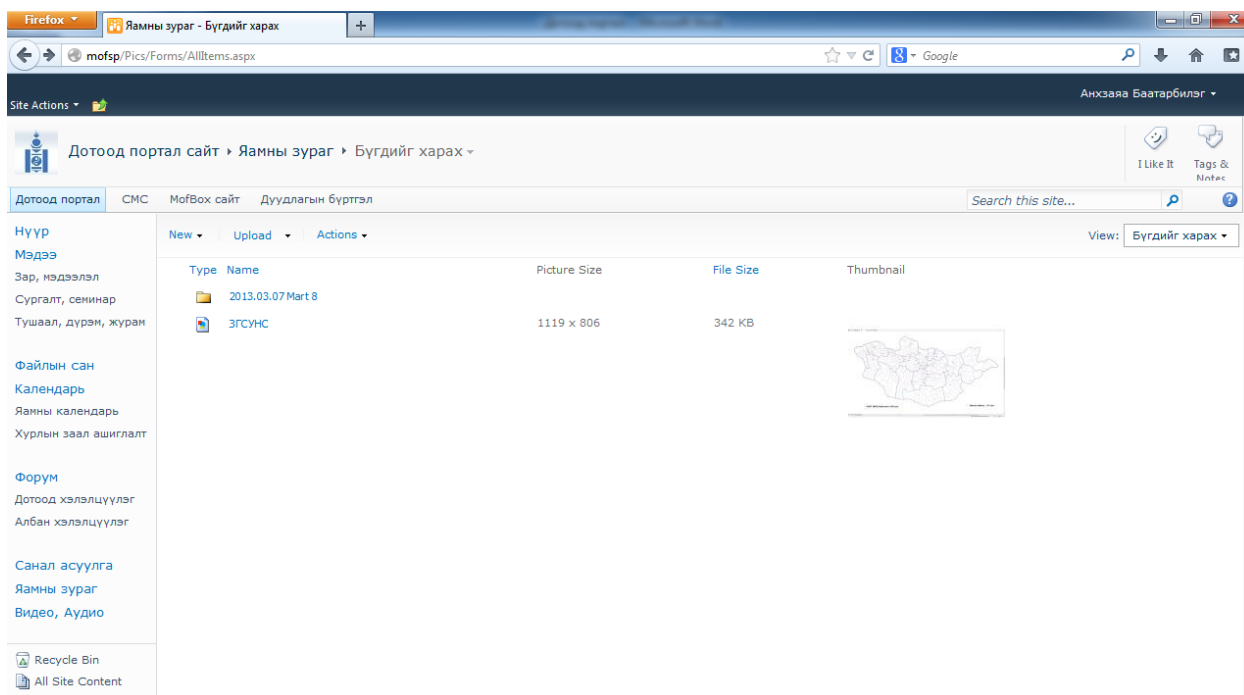 Firefox
Яамны зураг - Бүгдийг харах
mofsp/Pics/Forms/AllItems.aspx
Google
Site Actions
Анхзаяа Баатарбилэг
Дотоод портал сайт Яамны зураг Бүгдийг харах
I Like It
Tags & Notes
Дотоод портал СМС MofBox сайт Дуудлагын бүртгэл
Search this site...
Нүүр
Мэдээ
Зар, мэдээлэл
Сургалт, семинар
Тушаал, дүрэм, журам
Файлын сан
Календарь
Яамны календарь
Хурлын заал ашиглалт
Форум
Дотоод хэлэлцүүлэг
Албан хэлэлцүүлэг
Санал асуулга
Яамны зураг
Видео, Аудио
Recycle Bin
All Site Content
New Upload Actions
View: Бүгдийг харах
Type Name Picture Size File Size Thumbnail
2013.03.07 Mart 8
ЗГСУНС 1119 x 806 342 KB